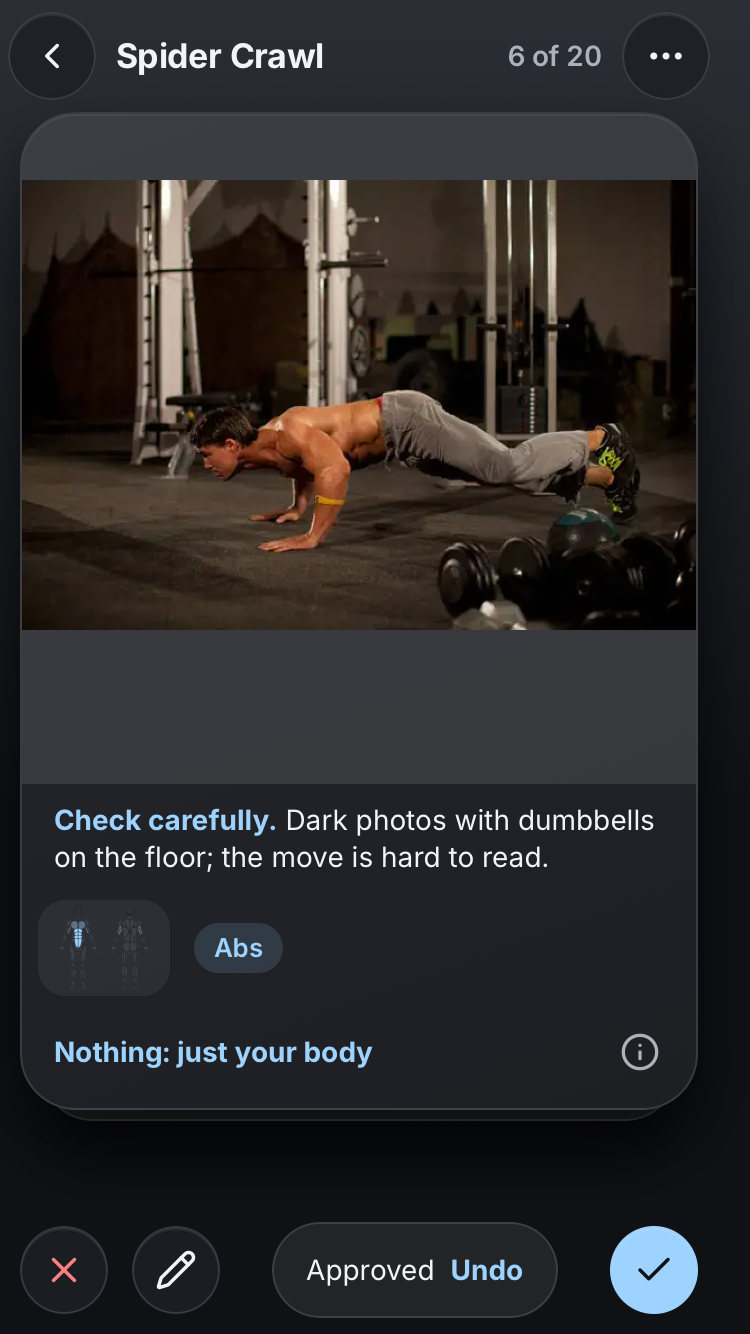 Spider Crawl
6 of 20
Check carefully. Dark photos with dumbbells
on the floor; the move is hard to read.
Abs
Nothing: just your body
Approved Undo